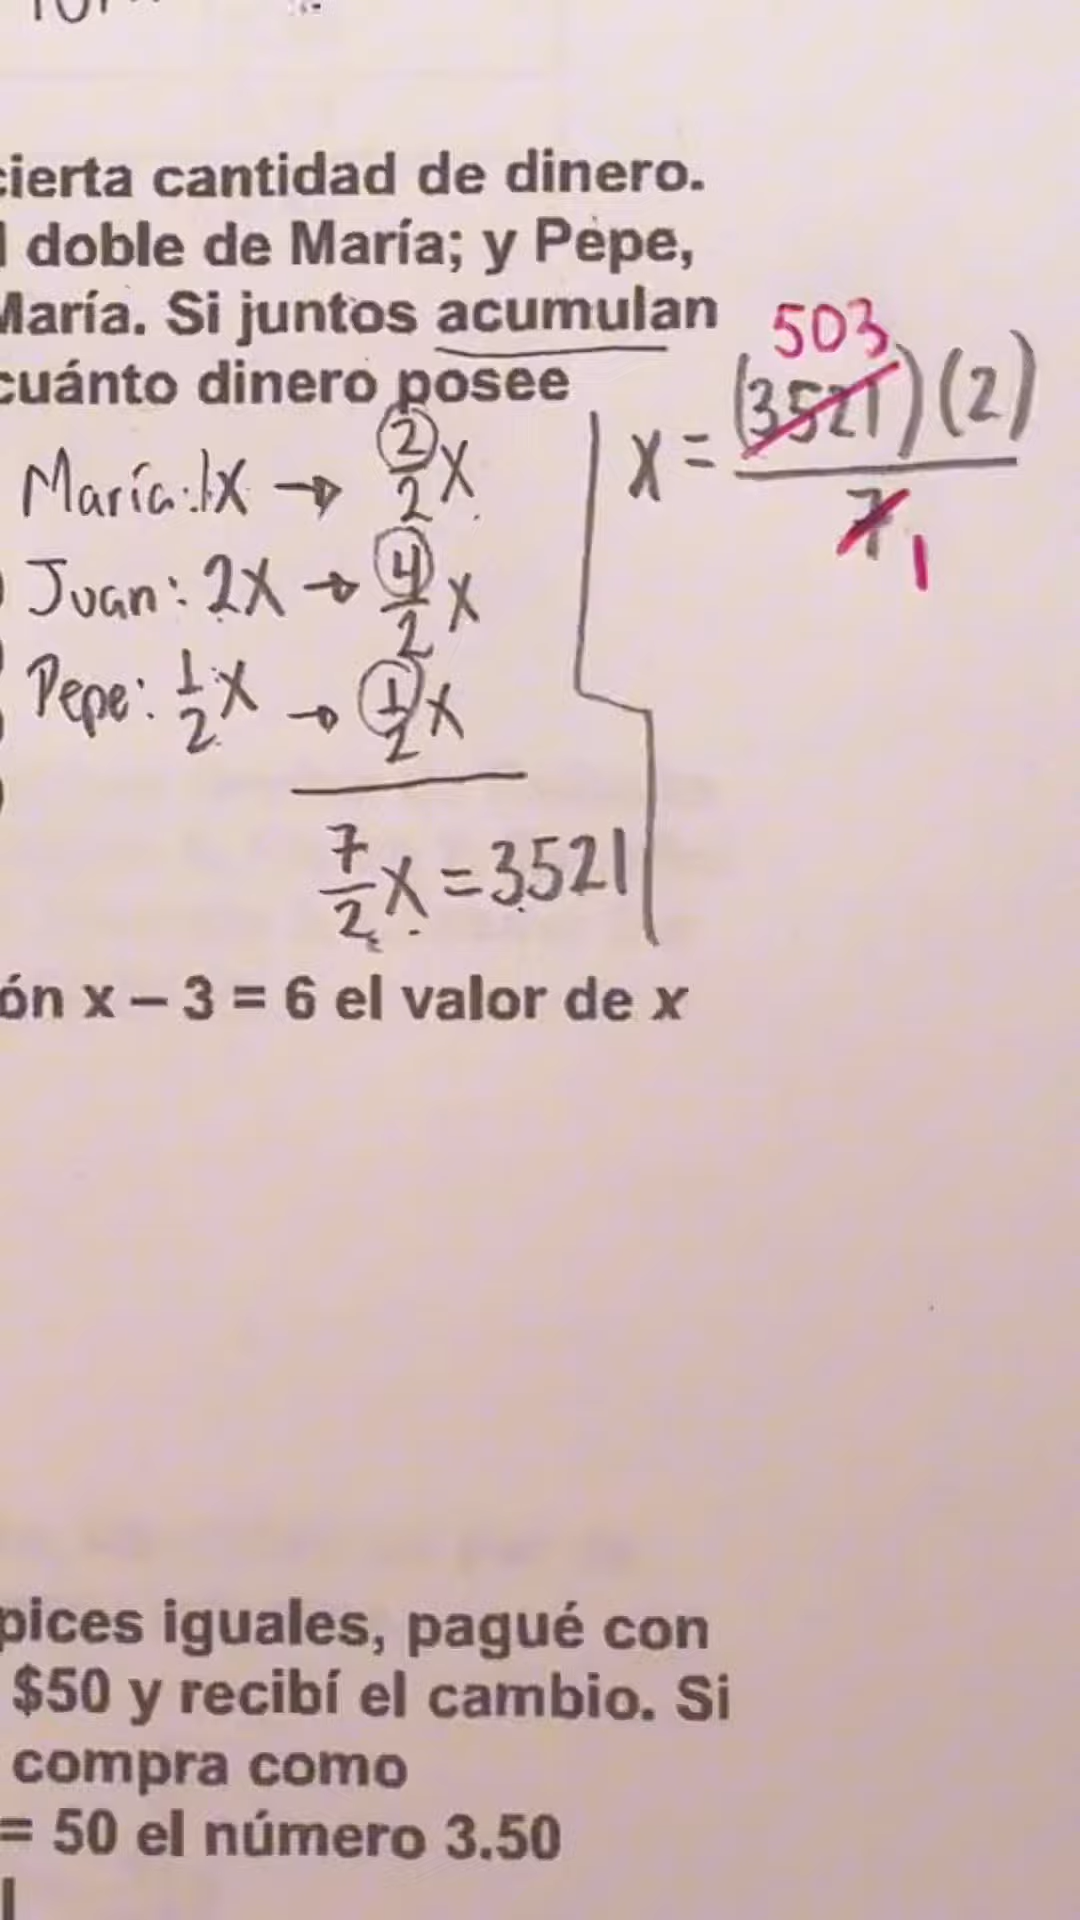 cierta cantidad de dinero.
doble de María; y Pepe,
María. Si juntos acumulan
cuánto dinero posee
María: 1x → 2/2 x
Juan: 2x → 4/2 x
Pepe: 1/2 x → 1/2 x
7/2 x = 3521
503
x = (3521)(2)
7 1
ón x – 3 = 6 el valor de x
pices iguales, pagué con
$50 y recibí el cambio. Si
compra como
= 50 el número 3.50